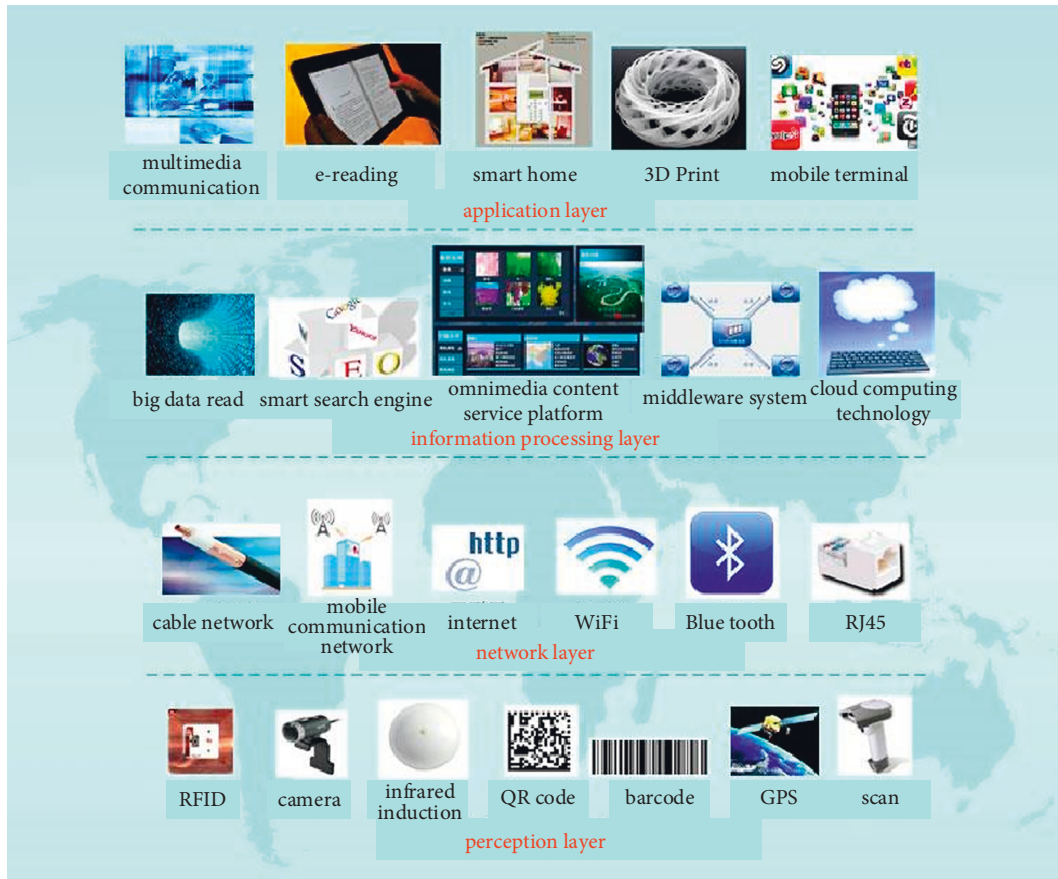 multimedia
communication
e-reading
smart home
3D Print
mobile terminal
application layer
Google
YAHOO!
S E O
big data read
smart search engine
omnimedia content
service platform
middleware system
cloud computing
technology
information processing layer
http
@
cable network
mobile
communication
network
internet
WiFi
Blue tooth
RJ45
network layer
RFID
camera
infrared
induction
QR code
barcode
GPS
scan
perception layer